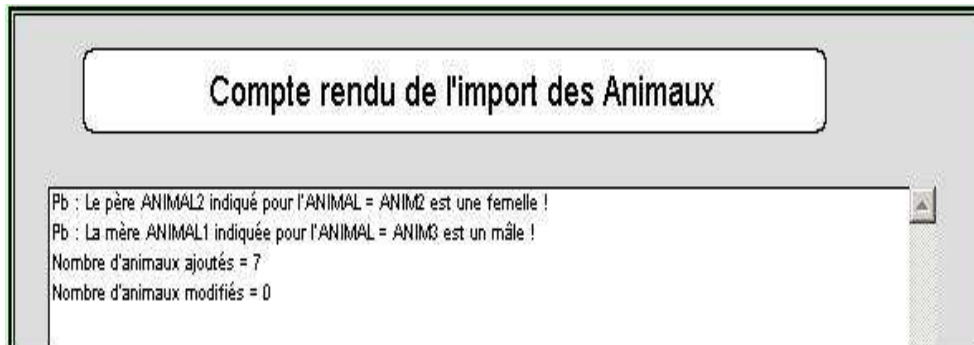 Compte rendu de l'import des Animaux
Pb : Le père ANIMAL2 indiqué pour l'ANIMAL = ANIM2 est une femelle !
Pb : La mère ANIMAL1 indiquée pour l'ANIMAL = ANIM3 est un mâle !
Nombre d'animaux ajoutés = 7
Nombre d'animaux modifiés = 0